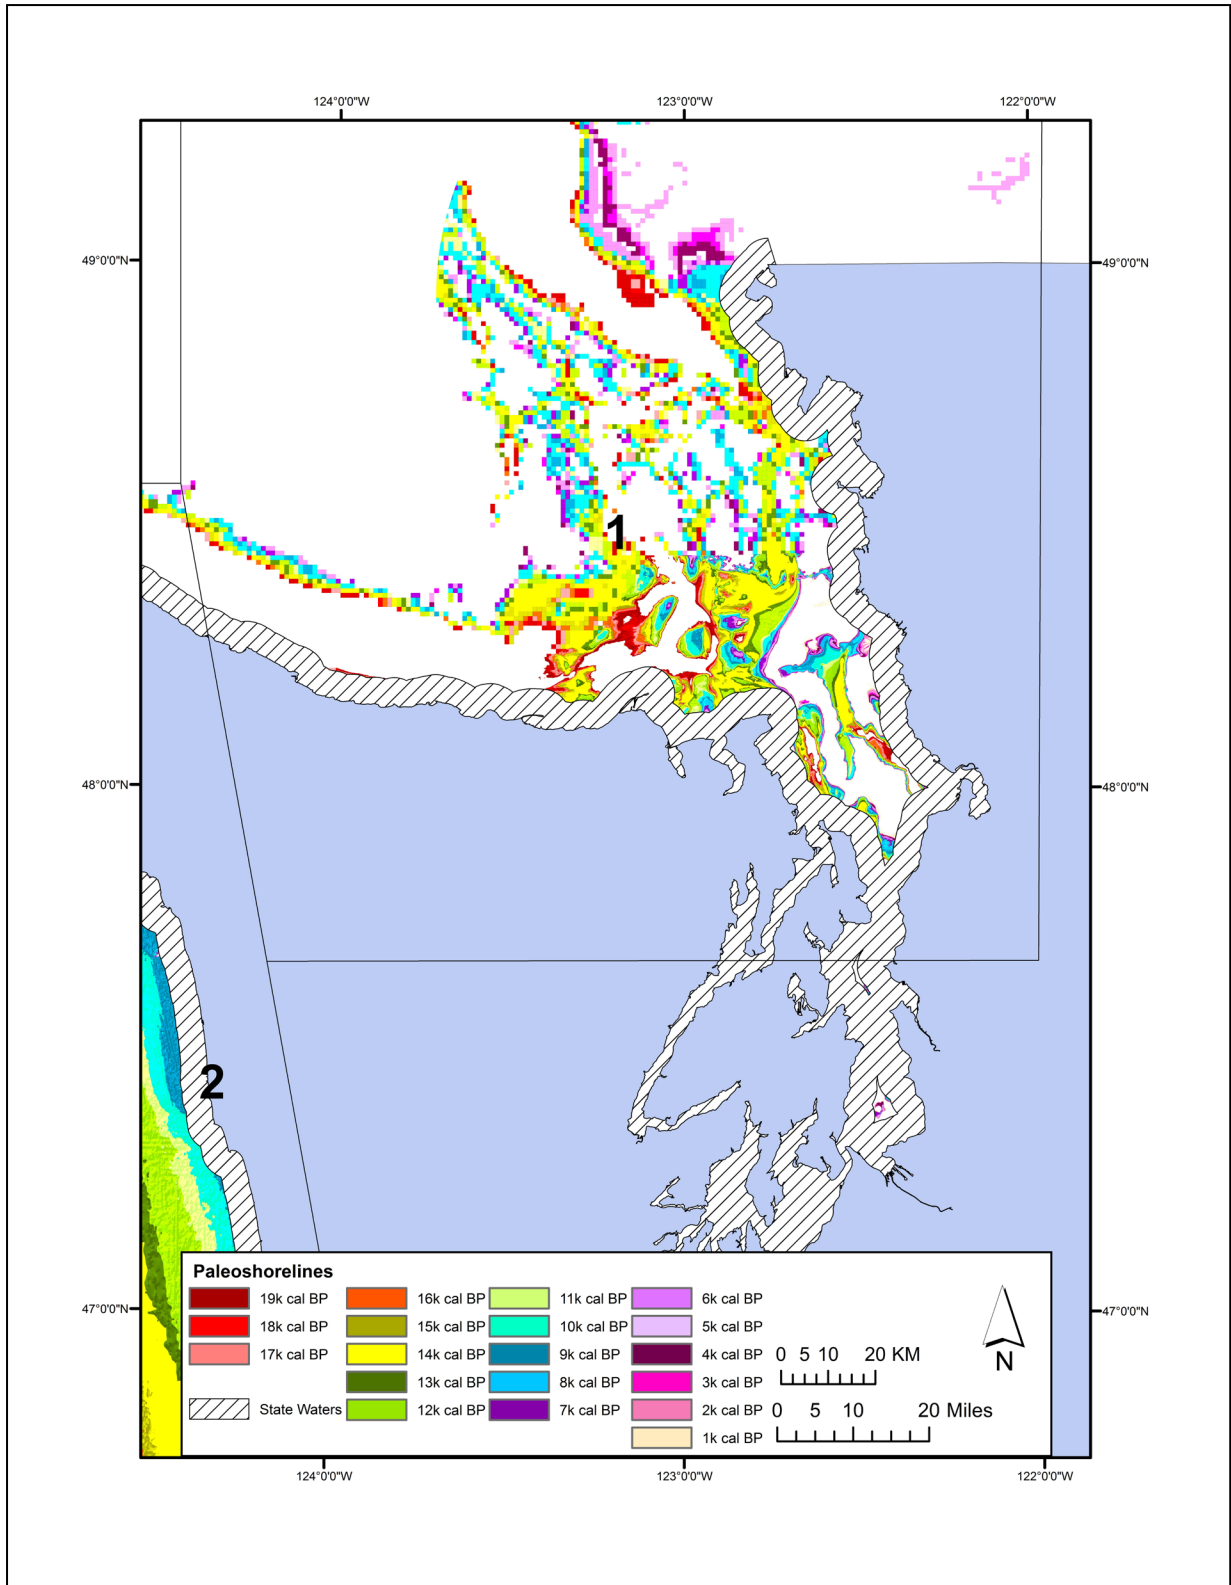 124°0'0"W 123°0'0"W 122°0'0"W
49°0'0"N 49°0'0"N
1
48°0'0"N 48°0'0"N
2
Paleoshorelines
19k cal BP 16k cal BP 11k cal BP 6k cal BP
18k cal BP 15k cal BP 10k cal BP 5k cal BP
17k cal BP 14k cal BP 9k cal BP 4k cal BP 0 5 10 20 KM
13k cal BP 8k cal BP 3k cal BP
State Waters 12k cal BP 7k cal BP 2k cal BP 0 5 10 20 Miles
1k cal BP
N
47°0'0"N 47°0'0"N
124°0'0"W 123°0'0"W 122°0'0"W